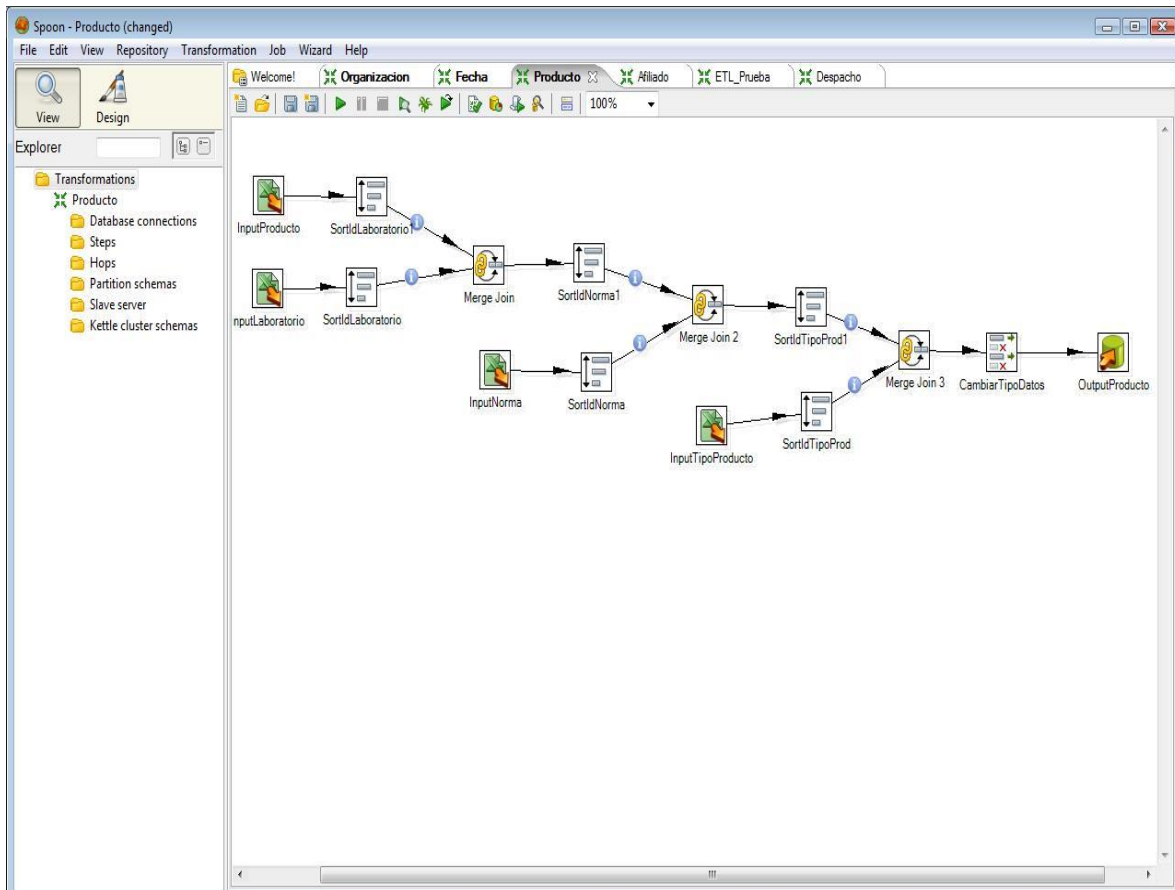 Spoon - Producto (changed)
File Edit View Repository Transformation Job Wizard Help
View Design
Explorer
Transformations
Producto
Database connections
Steps
Hops
Partition schemas
Slave server
Kettle cluster schemas
Welcome! Organizacion Fecha Producto Afiliado ETL_Prueba Despacho
100%
InputProducto SortIdLaboratorio1
nputLaboratorio SortIdLaboratorio Merge Join SortIdNorma1
InputNorma SortIdNorma Merge Join 2 SortIdTipoProd1
InputTipoProducto SortIdTipoProd Merge Join 3 CambiarTipoDatos OutputProducto